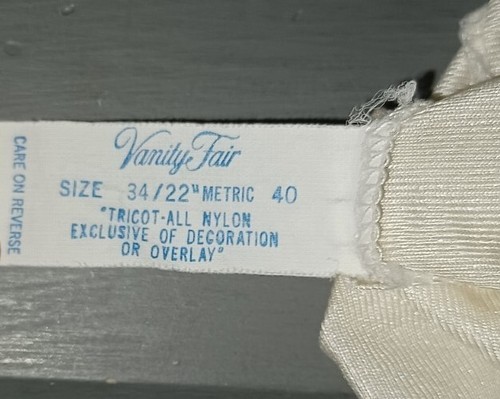 Vanity Fair
SIZE 34/22" METRIC 40
"TRICOT-ALL NYLON
EXCLUSIVE OF DECORATION
OR OVERLAY"
CARE ON REVERSE